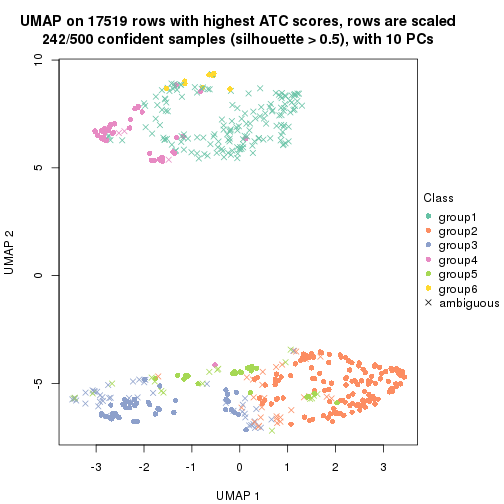 UMAP on 17519 rows with highest ATC scores, rows are scaled
242/500 confident samples (silhouette > 0.5), with 10 PCs
10
5
0
-5
UMAP 2
-3
-2
-1
0
1
2
3
UMAP 1
Class
group1
group2
group3
group4
group5
group6
ambiguous